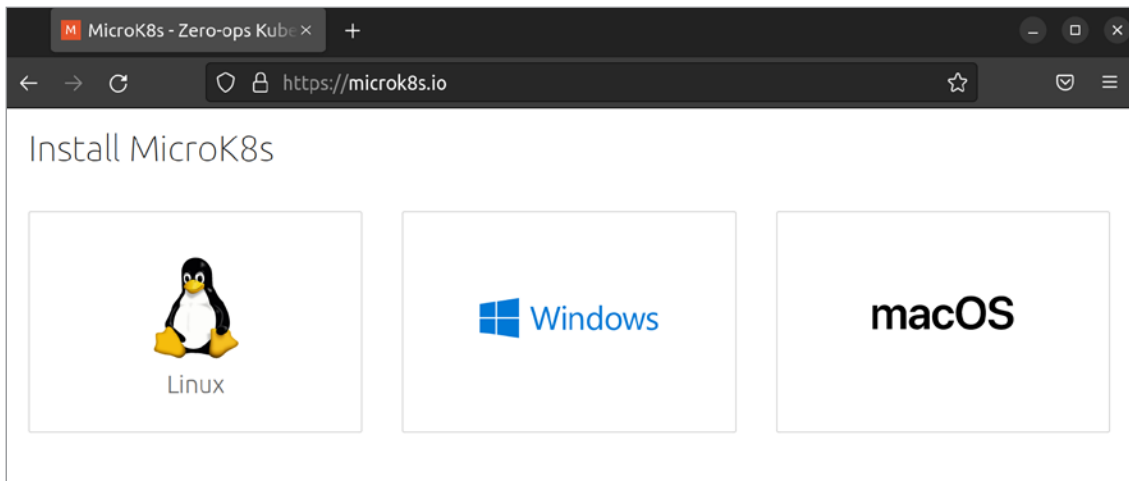 M MicroK8s - Zero-ops Kube
https://microk8s.io
Install MicroK8s
Linux
Windows
macOS